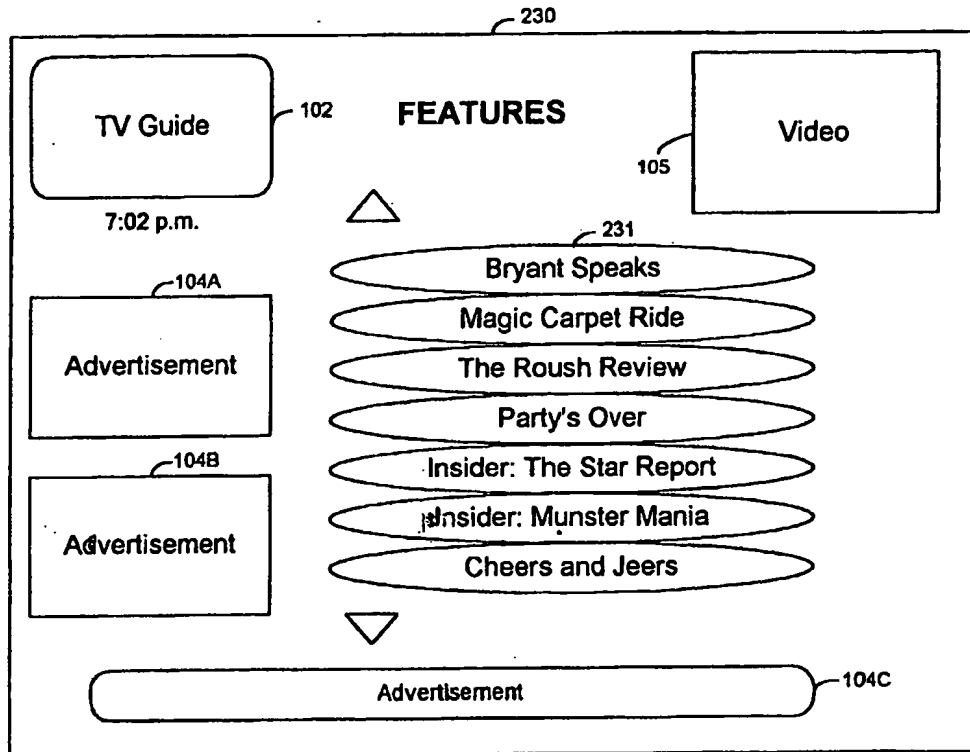 230
TV Guide
102
FEATURES
Video
105
7:02 p.m.
231
Bryant Speaks
104A
Magic Carpet Ride
Advertisement
The Roush Review
Party's Over
104B
Insider: The Star Report
Advertisement
Insider: Munster Mania
Cheers and Jeers
Advertisement
104C